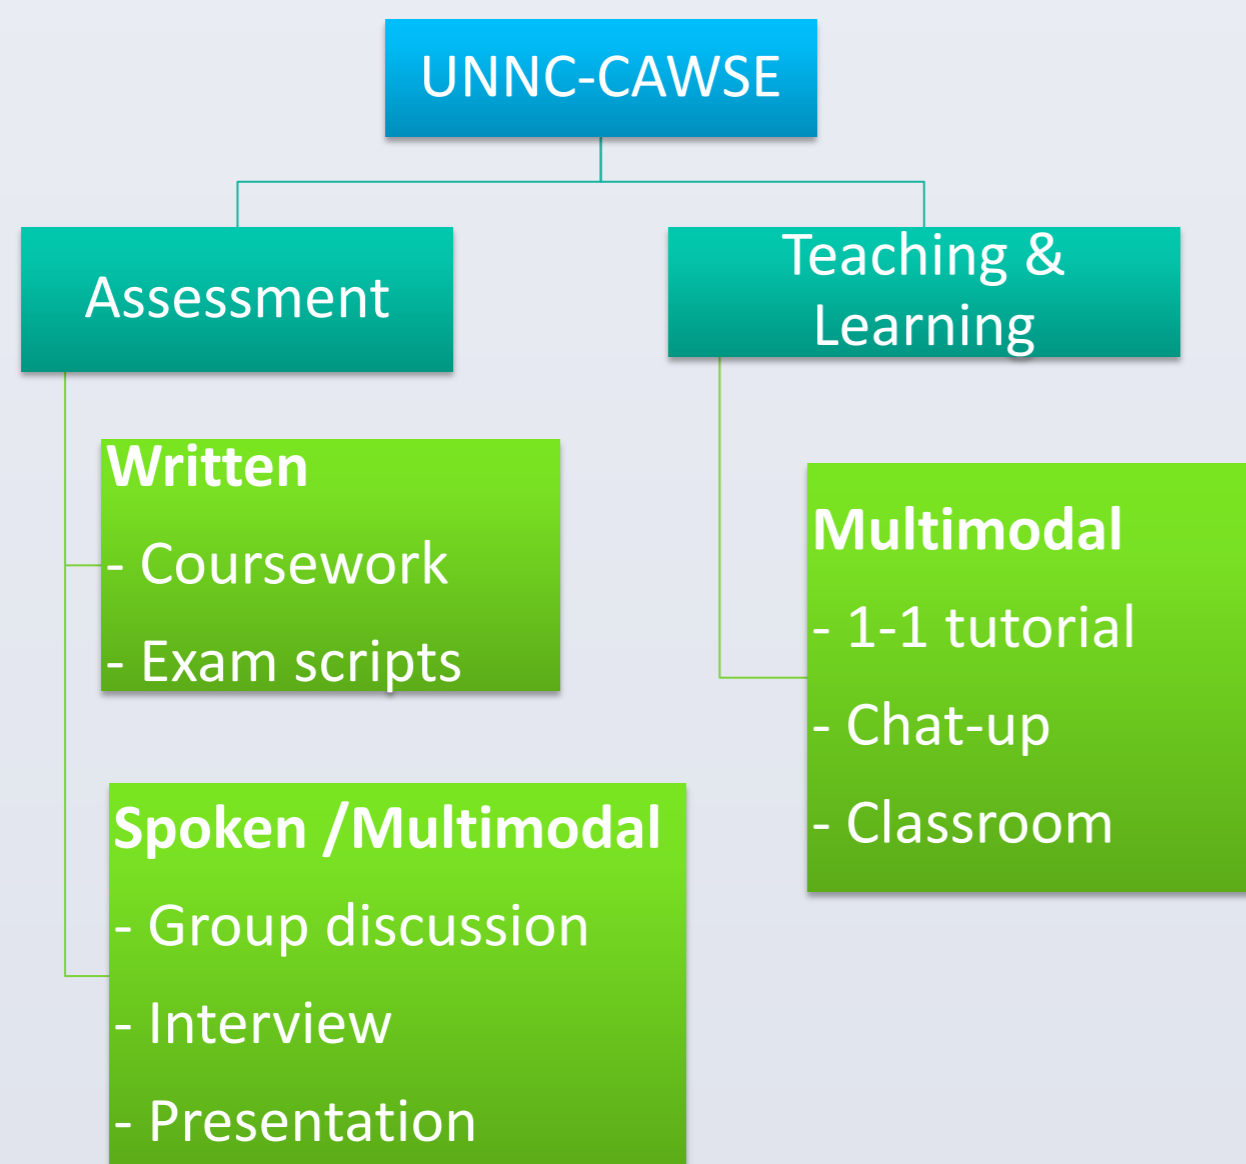 UNNC-CAWSE
Assessment
Teaching &
Learning
Written
- Coursework
- Exam scripts
Spoken /Multimodal
- Group discussion
- Interview
- Presentation
Multimodal
- 1-1 tutorial
- Chat-up
- Classroom